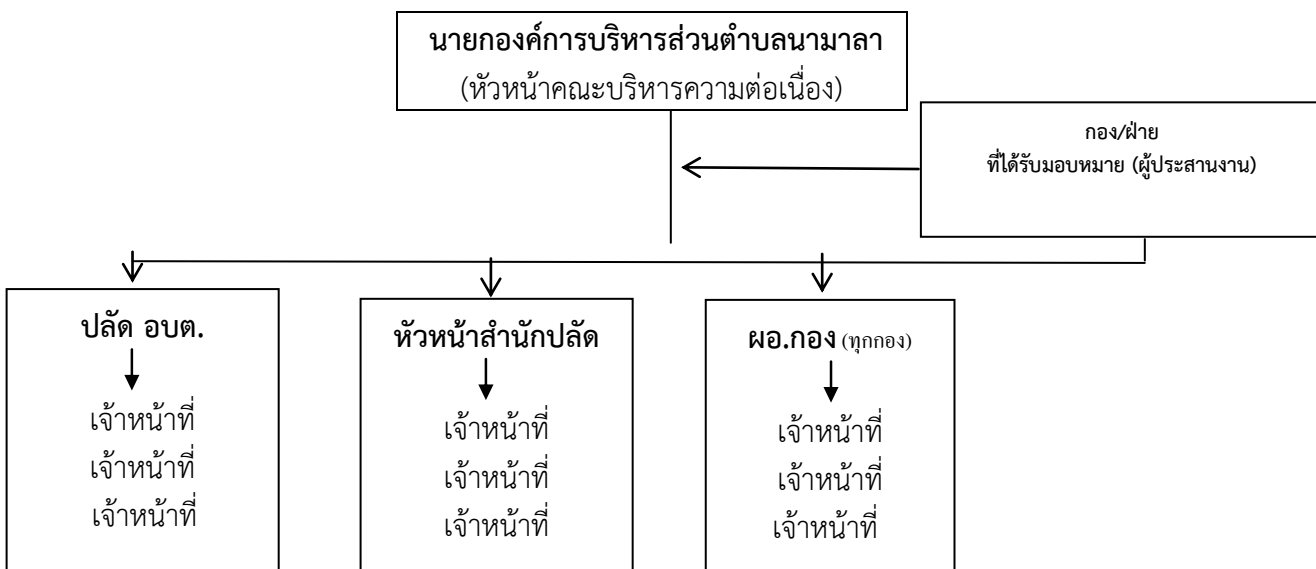 นายกองค์การบริหารส่วนตำบลนามาลา
(หัวหน้าคณะบริหารความต่อเนื่อง)
กอง/ฝ่าย
ที่ได้รับมอบหมาย (ผู้ประสานงาน)
ปลัด อบต.
เจ้าหน้าที่
เจ้าหน้าที่
เจ้าหน้าที่
หัวหน้าสำนักปลัด
เจ้าหน้าที่
เจ้าหน้าที่
เจ้าหน้าที่
ผอ.กอง (ทุกกอง)
เจ้าหน้าที่
เจ้าหน้าที่
เจ้าหน้าที่